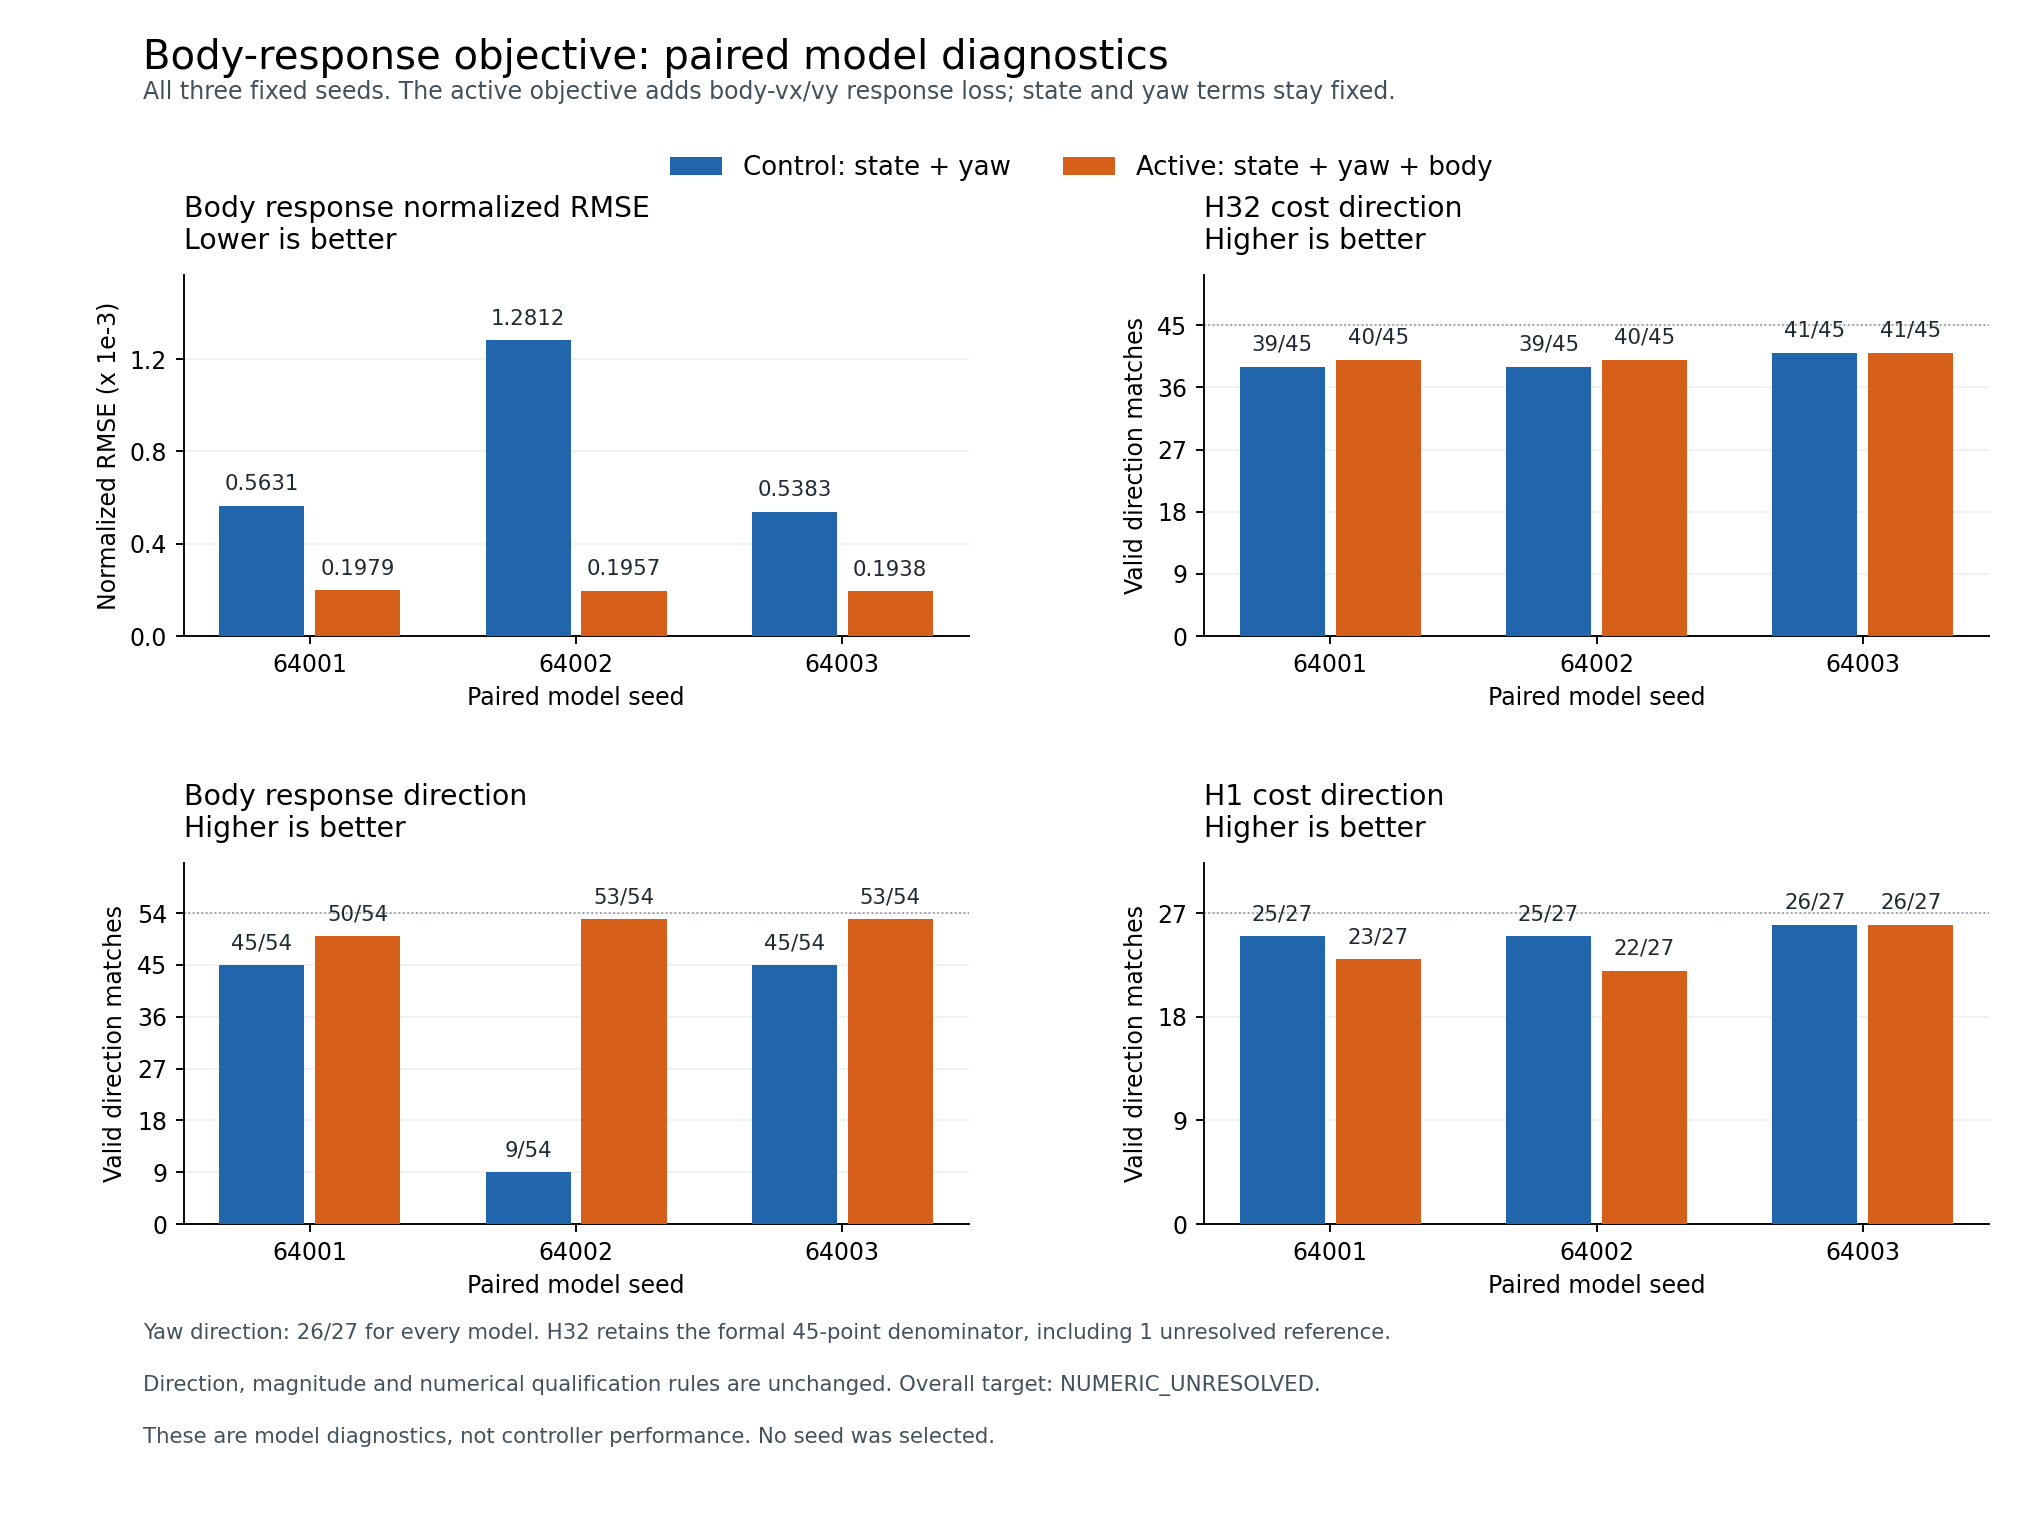 Body-response objective: paired model diagnostics
All three fixed seeds. The active objective adds body-vx/vy response loss; state and yaw terms stay fixed.
Control: state + yaw
Active: state + yaw + body
Body response normalized RMSE
Lower is better
Normalized RMSE (x 1e-3)
1.2
0.8
0.4
0.0
0.5631
0.1979
1.2812
0.1957
0.5383
0.1938
64001
64002
64003
Paired model seed
H32 cost direction
Higher is better
Valid direction matches
45
36
27
18
9
0
39/45
40/45
39/45
40/45
41/45
41/45
64001
64002
64003
Paired model seed
Body response direction
Higher is better
Valid direction matches
54
45
36
27
18
9
0
45/54
50/54
9/54
53/54
45/54
53/54
64001
64002
64003
Paired model seed
H1 cost direction
Higher is better
Valid direction matches
27
18
9
0
25/27
23/27
25/27
22/27
26/27
26/27
64001
64002
64003
Paired model seed
Yaw direction: 26/27 for every model. H32 retains the formal 45-point denominator, including 1 unresolved reference.
Direction, magnitude and numerical qualification rules are unchanged. Overall target: NUMERIC_UNRESOLVED.
These are model diagnostics, not controller performance. No seed was selected.